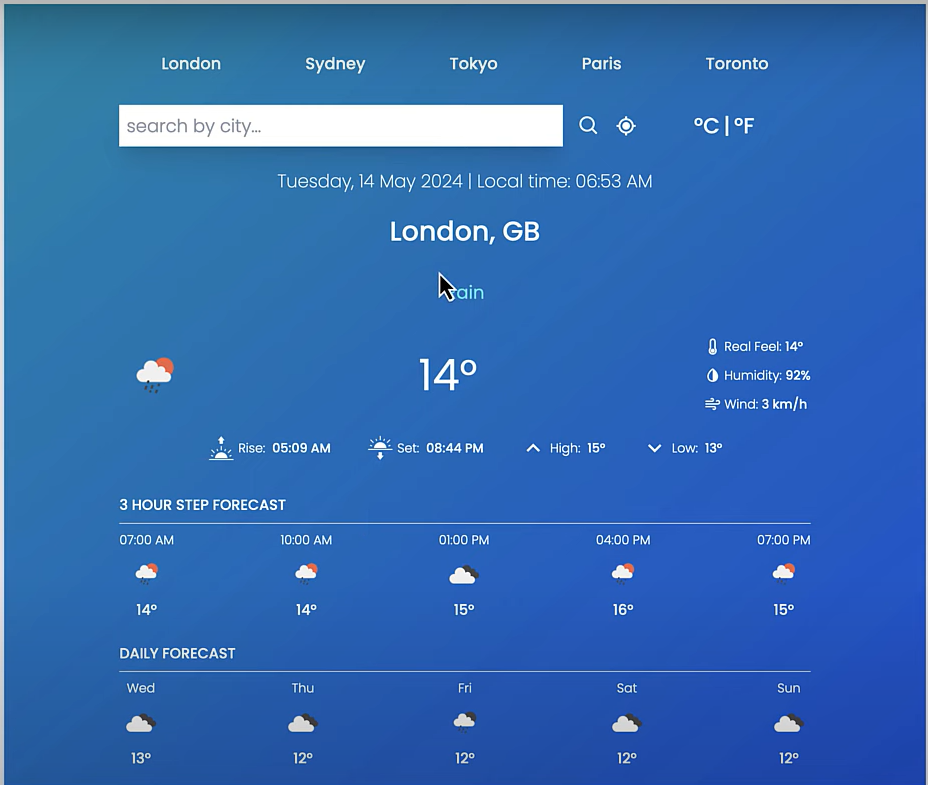 London Sydney Tokyo Paris Toronto
search by city... °C | °F
Tuesday, 14 May 2024 | Local time: 06:53 AM
London, GB
ain
Real Feel: 14°
14°
Humidity: 92%
Wind: 3 km/h
Rise: 05:09 AM Set: 08:44 PM High: 15° Low: 13°
3 HOUR STEP FORECAST
07:00 AM 10:00 AM 01:00 PM 04:00 PM 07:00 PM
14° 14° 15° 16° 15°
DAILY FORECAST
Wed Thu Fri Sat Sun
13° 12° 12° 12° 12°